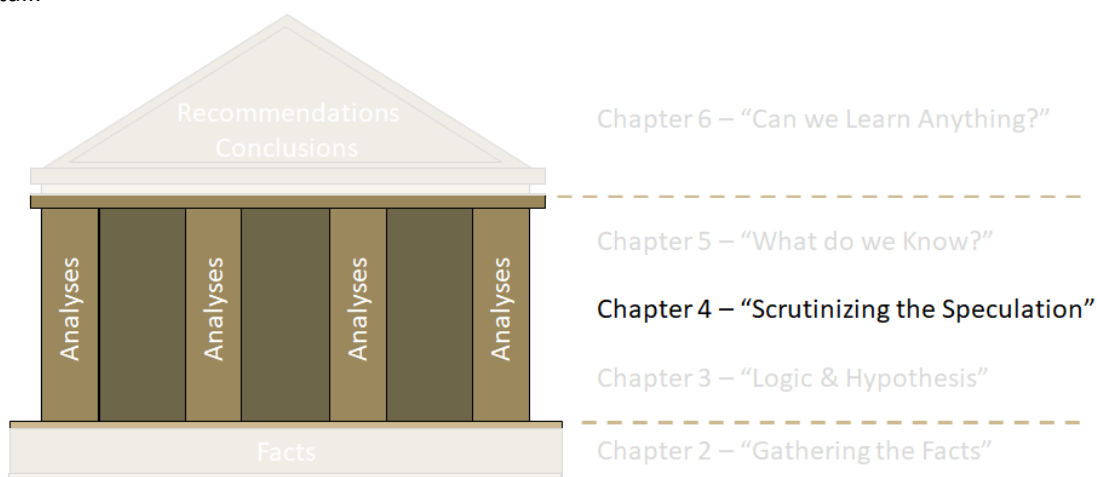 Recommendations
Conclusions
Chapter 6 – “Can we Learn Anything?”
Chapter 5 – “What do we Know?”
Analyses
Analyses
Analyses
Analyses
Chapter 4 – “Scrutinizing the Speculation”
Chapter 3 – “Logic & Hypothesis”
Facts
Chapter 2 – “Gathering the Facts”